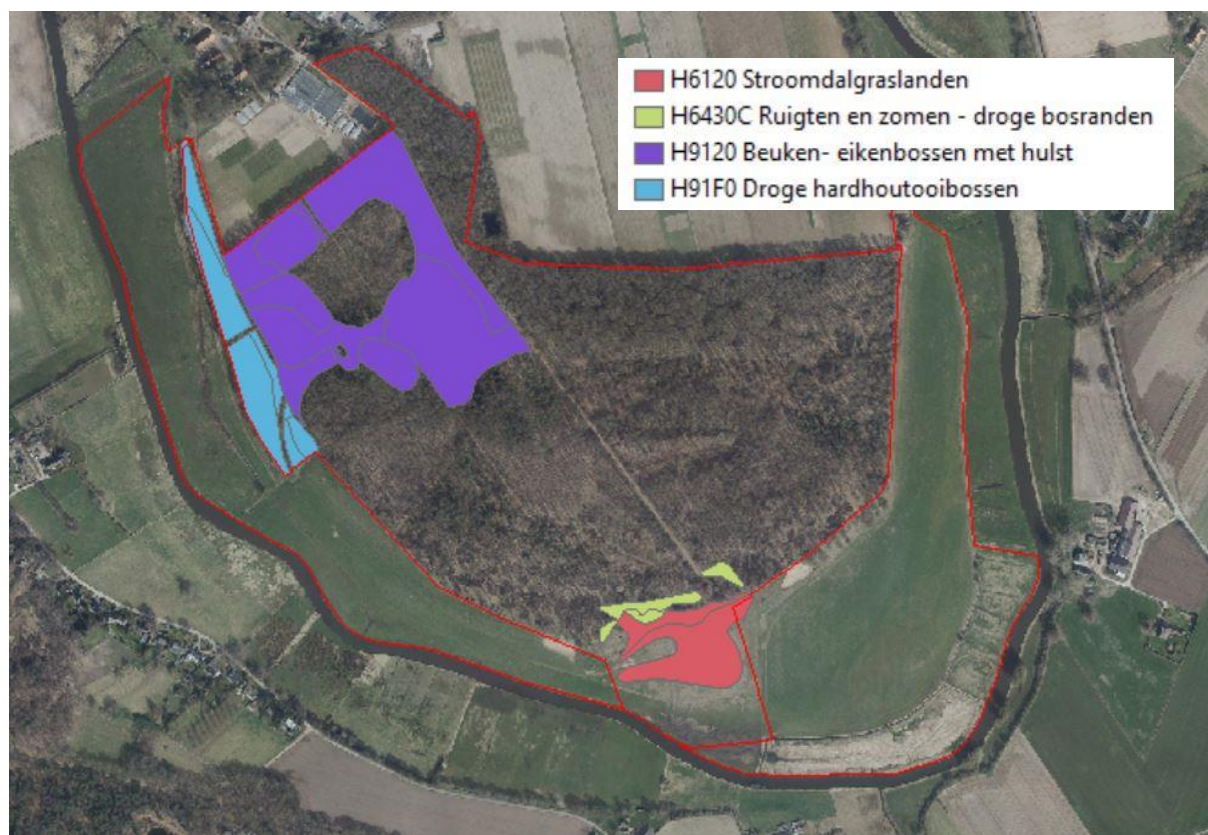 H6120 Stroomdalgraslanden
H6430C Ruigten en zomen - droge bosranden
H9120 Beuken- eikenbossen met hulst
H91F0 Droge hardhoutooibossen